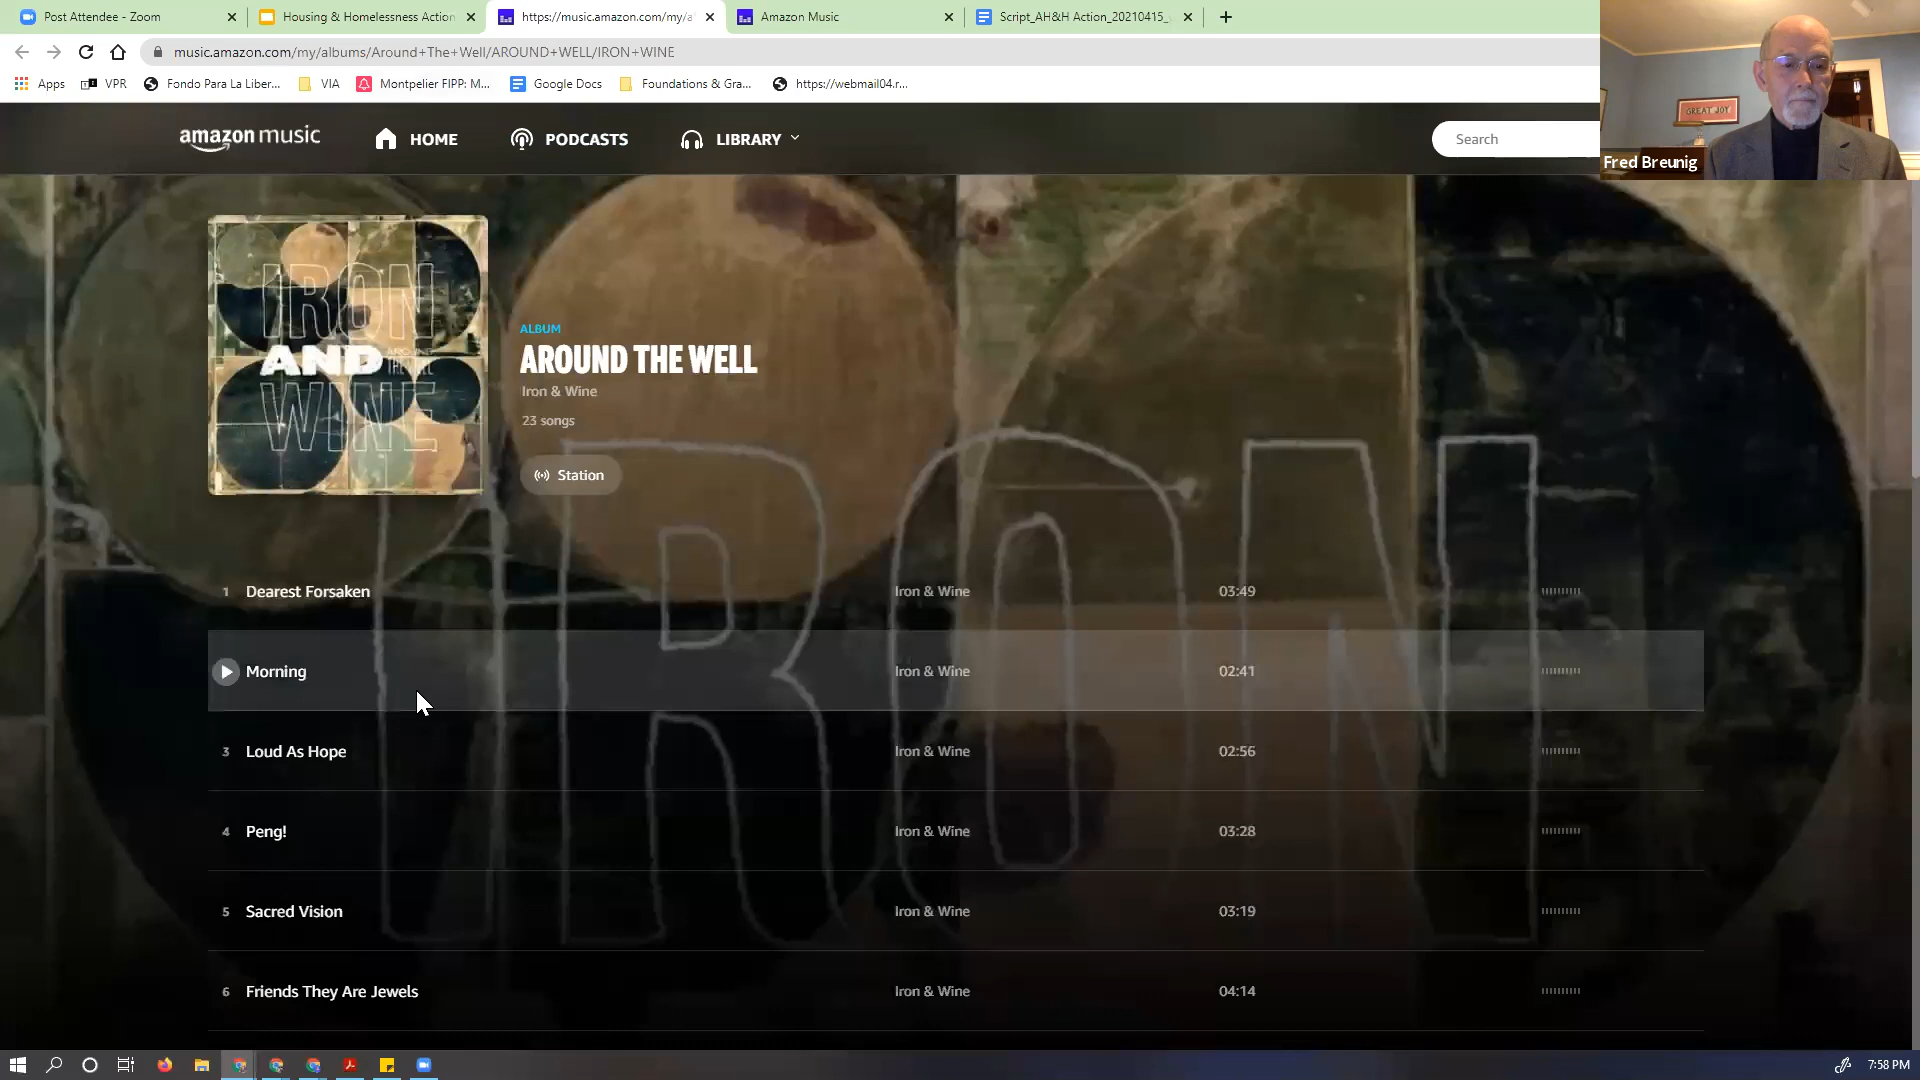 Post Attendee - Zoom
Housing & Homelessness Action
https://music.amazon.com/my/a
Amazon Music
Script_AH&H Action_20210415_
music.amazon.com/my/albums/Around+The+Well/AROUND+WELL/IRON+WINE
Apps
VPR
Fondo Para La Liber...
VIA
Montpelier FIPP: M...
Google Docs
Foundations & Gra...
https://webmail04.r...
amazon music
HOME
PODCASTS
LIBRARY
Search
GREAT JOY
Fred Breunig
IRON
AND
WINE
AROUND
THE WELL
ALBUM
AROUND THE WELL
Iron & Wine
23 songs
Station
IRON
1 Dearest Forsaken Iron & Wine 03:49
Morning Iron & Wine 02:41
3 Loud As Hope Iron & Wine 02:56
4 Peng! Iron & Wine 03:28
5 Sacred Vision Iron & Wine 03:19
6 Friends They Are Jewels Iron & Wine 04:14
7:58 PM